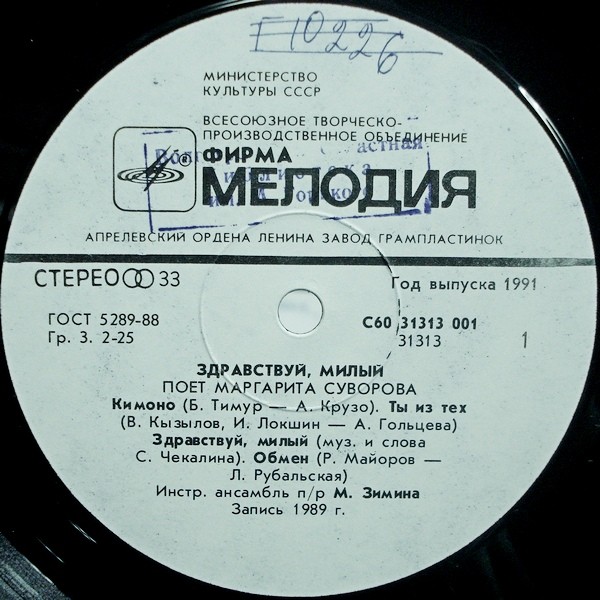 Г10226
МИНИСТЕРСТВО
КУЛЬТУРЫ СССР
ВСЕСОЮЗНОЕ ТВОРЧЕСКО-
ПРОИЗВОДСТВЕННОЕ ОБЪЕДИНЕНИЕ
ФИРМА
МЕЛОДИЯ
АПРЕЛЕВСКИЙ ОРДЕНА ЛЕНИНА ЗАВОД ГРАМПЛАСТИНОК
СТЕРЕО 33
Год выпуска 1991
ГОСТ 5289-88
Гр. 3. 2-25
С60 31313 001
31313
1
ЗДРАВСТВУЙ, МИЛЫЙ
ПОЕТ МАРГАРИТА СУВОРОВА
Кимоно (Б. Тимур — А. Крузо). Ты из тех
(В. Кызылов, И. Локшин — А. Гольцева)
Здравствуй, милый (муз. и слова
С. Чекалина). Обмен (Р. Майоров —
Л. Рубальская)
Инстр. ансамбль п/р М. Зимина
Запись 1989 г.